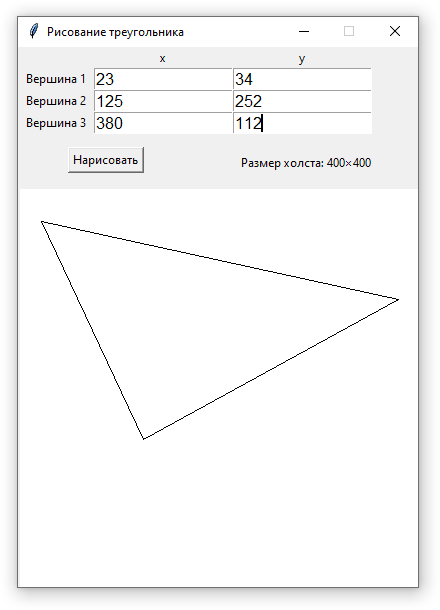 Рисование треугольника
x y
Вершина 1 23 34
Вершина 2 125 252
Вершина 3 380 112
Нарисовать Размер холста: 400×400